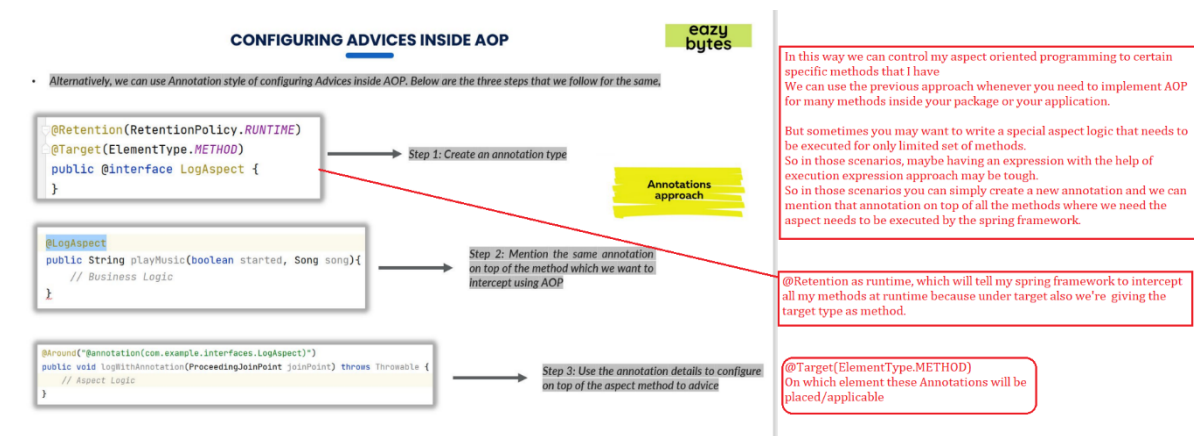 CONFIGURING ADVICES INSIDE AOP
eazy
bytes
• Alternatively, we can use Annotation style of configuring Advices inside AOP. Below are the three steps that we follow for the same,
@Retention(RetentionPolicy.RUNTIME)
@Target(ElementType.METHOD)
public @interface LogAspect {
}
Step 1: Create an annotation type
Annotations
approach
@LogAspect
public String playMusic(boolean started, Song song){
// Business Logic
}
Step 2: Mention the same annotation
on top of the method which we want to
intercept using AOP
@Around("@annotation(com.example.interfaces.LogAspect)")
public void logWithAnnotation(ProceedingJoinPoint joinPoint) throws Throwable {
// Aspect Logic
}
Step 3: Use the annotation details to configure
on top of the aspect method to advice
In this way we can control my aspect oriented programming to certain
specific methods that I have
We can use the previous approach whenever you need to implement AOP
for many methods inside your package or your application.
But sometimes you may want to write a special aspect logic that needs to
be executed for only limited set of methods.
So in those scenarios, maybe having an expression with the help of
execution expression approach may be tough.
So in those scenarios you can simply create a new annotation and we can
mention that annotation on top of all the methods where we need the
aspect needs to be executed by the spring framework.
@Retention as runtime, which will tell my spring framework to intercept
all my methods at runtime because under target also we're giving the
target type as method.
@Target(ElementType.METHOD)
On which element these Annotations will be
placed/applicable